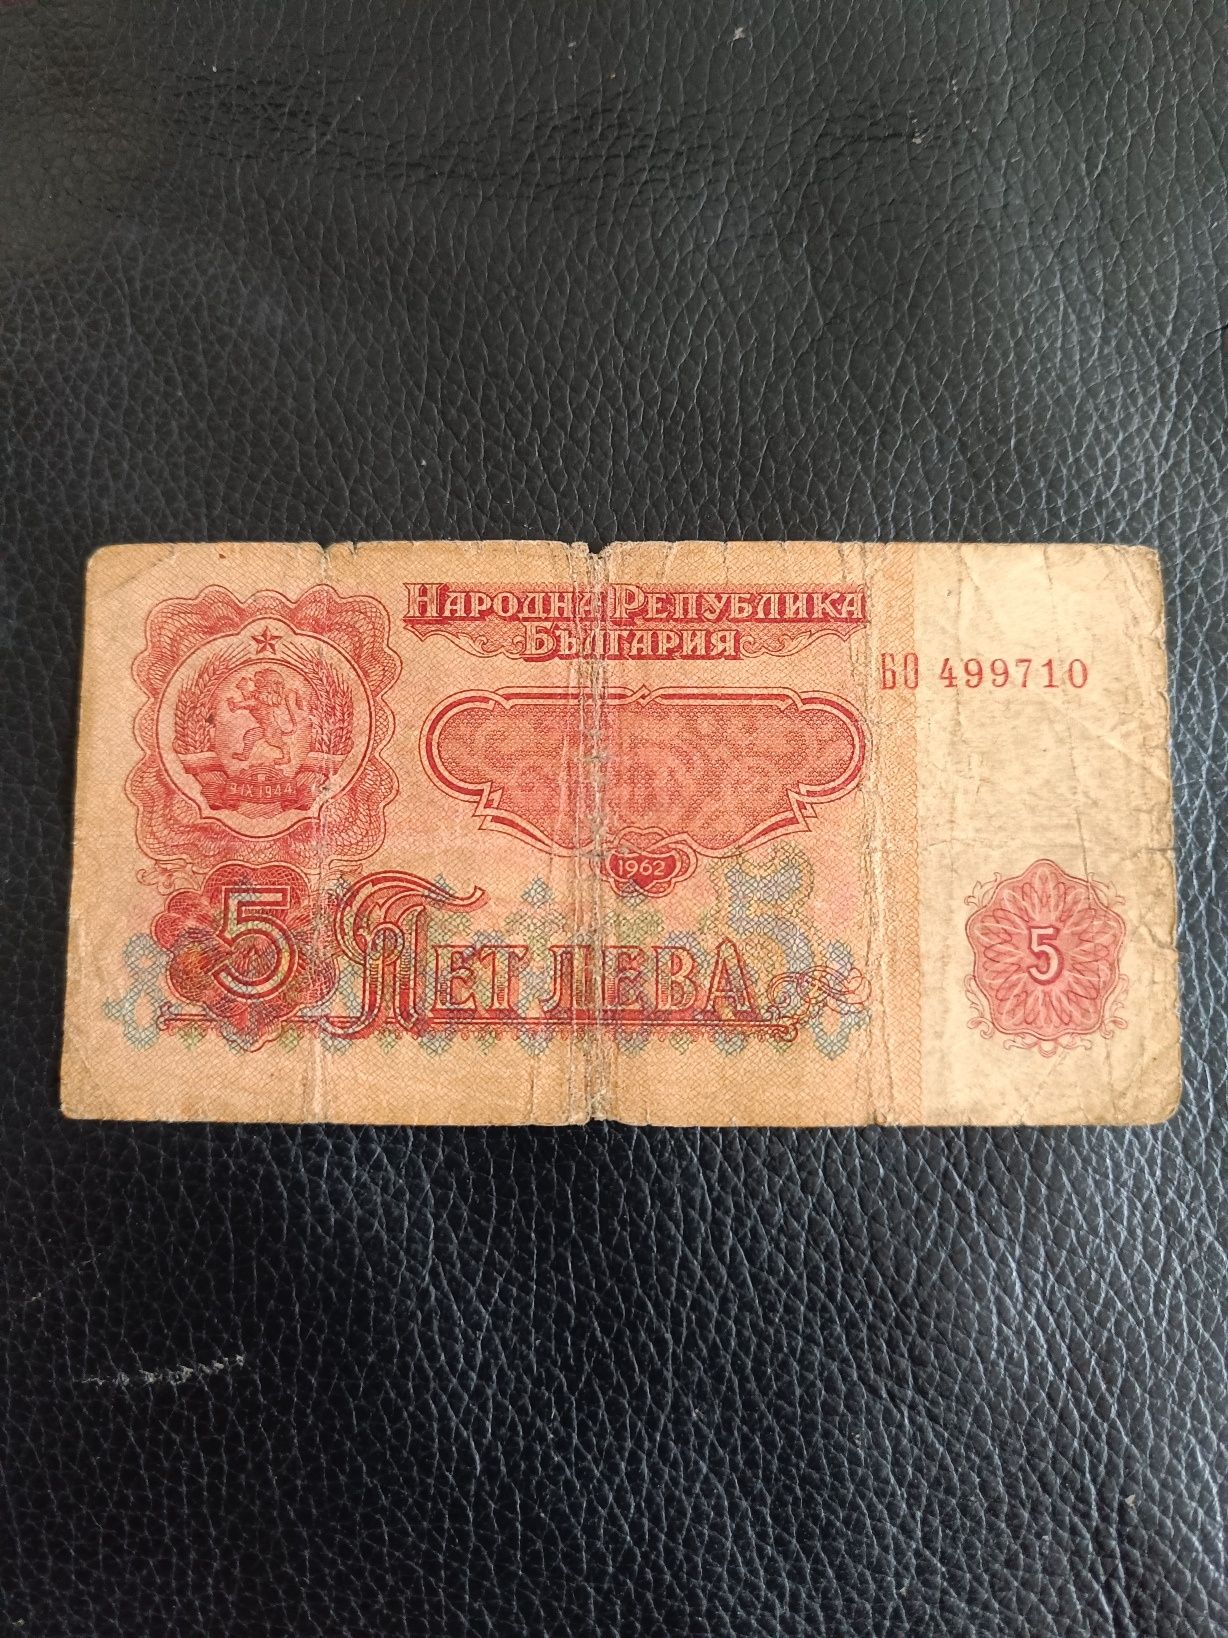 Народна Република
България
БО 499710
9 IX 1944
1962
5 Пет лева
5